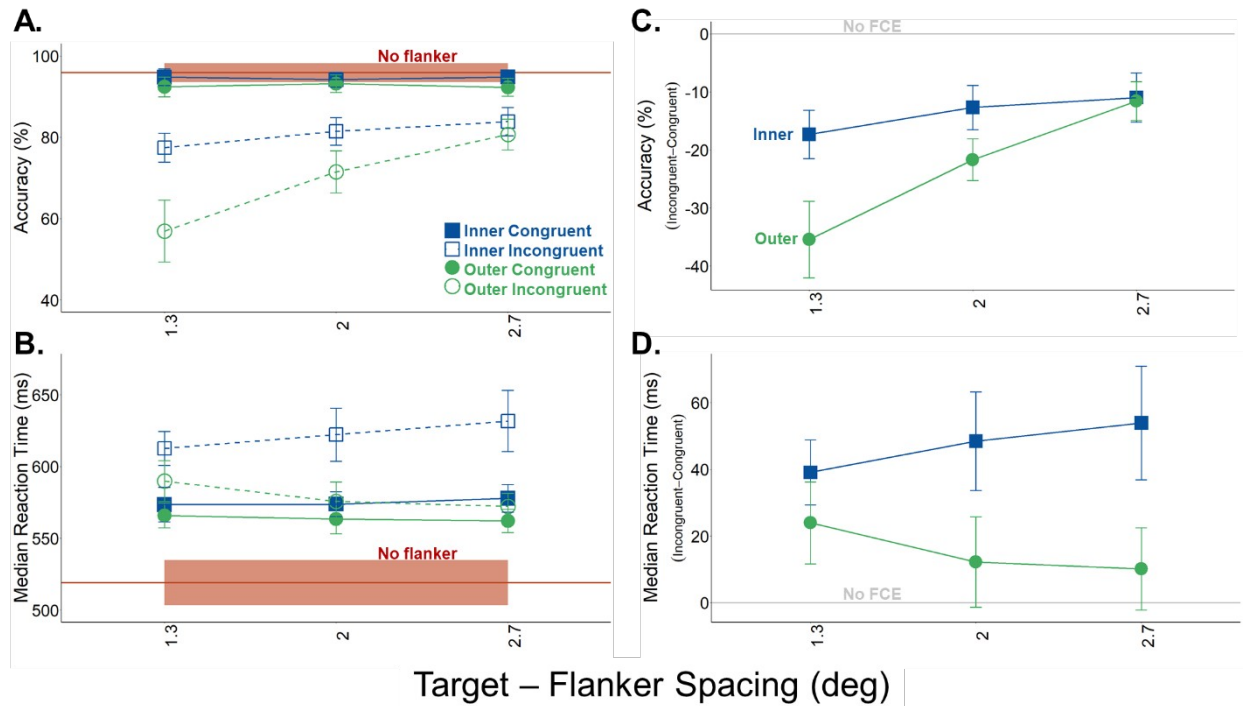 A.
No flanker
100
80
60
40
Accuracy (%)
Inner Congruent
Inner Incongruent
Outer Congruent
Outer Incongruent
1.3
2
2.7
B.
650
600
550
500
Median Reaction Time (ms)
No flanker
1.3
2
2.7
C.
No FCE
0
-10
-20
-30
-40
Accuracy (%)
(Incongruent–Congruent)
Inner
Outer
1.3
2
2.7
D.
60
40
20
0
Median Reaction Time (ms)
(Incongruent–Congruent)
No FCE
1.3
2
2.7
Target – Flanker Spacing (deg)